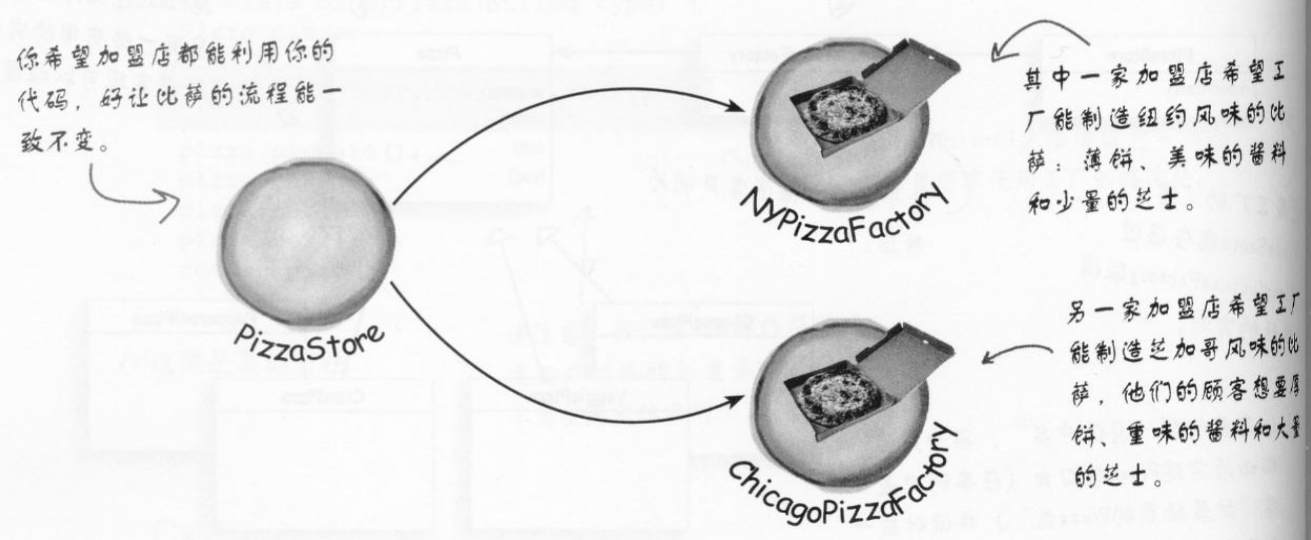 你希望加盟店都能利用你的
代码，好让比萨的流程能一
致不变。
PizzaStore
NYPizzaFactory
其中一家加盟店希望工
厂能制造纽约风味的比
萨：薄饼、美味的酱料
和少量的芝士。
ChicagoPizzaFactory
另一家加盟店希望工厂
能制造芝加哥风味的比
萨，他们的顾客想要厚
饼、重味的酱料和大量
的芝士。